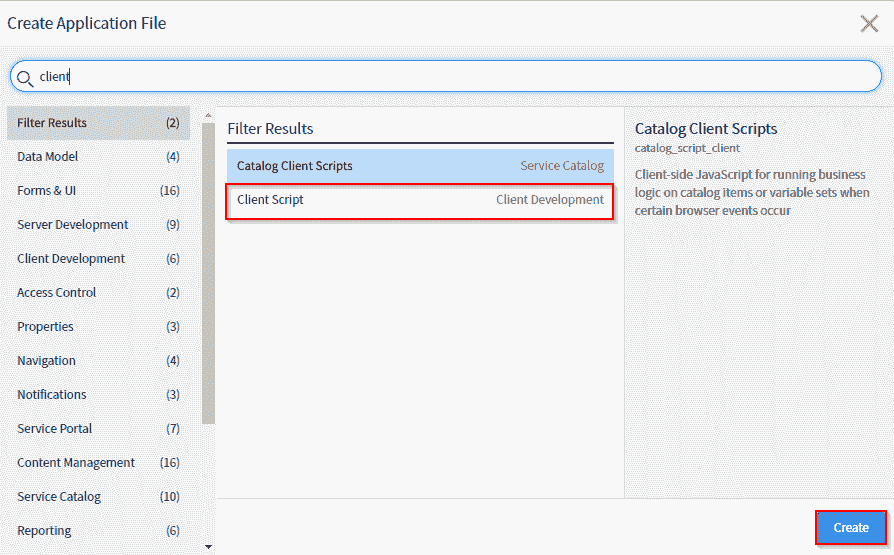 Create Application File
client
Filter Results (2)
Data Model (4)
Forms & UI (16)
Server Development (9)
Client Development (6)
Access Control (2)
Properties (3)
Navigation (4)
Notifications (3)
Service Portal (7)
Content Management (16)
Service Catalog (10)
Reporting (6)
Filter Results
Catalog Client Scripts Service Catalog
Client Script Client Development
Catalog Client Scripts
catalog_script_client
Client-side JavaScript for running business
logic on catalog items or variable sets when
certain browser events occur
Create